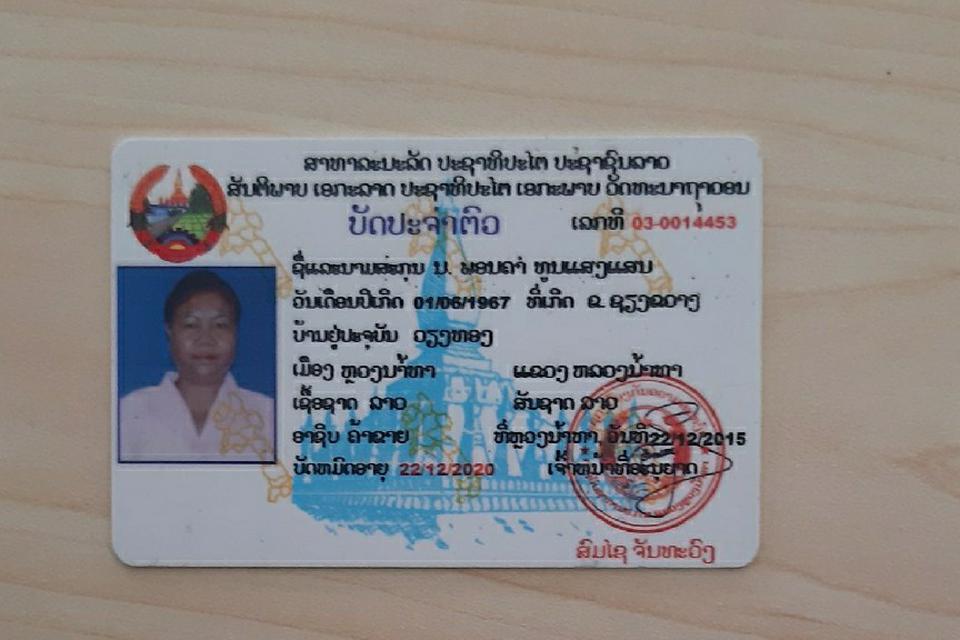 ສາທາລະນະລັດ ປະຊາທິປະໄຕ ປະຊາຊົນລາວ
ສັນຕິພາບ ເອກະລາດ ປະຊາທິປະໄຕ ເອກະພາບ ວັດທະນາຖາວອນ
ບັດປະຈຳຕົວ ເລກທີ 03-0014453
ຊື່ແລະນາມສະກຸນ ນ. ພອນຄຳ ທູນແສງແສນ
ວັນເດືອນປີເກີດ 01/06/1967 ທີ່ເກີດ ຂ. ຊຽງຂວາງ
ບ້ານຢູ່ປະຈຸບັນ ວຽງທອງ
ເມືອງ ຫຼວງນ້ຳທາ ແຂວງ ຫລວງນ້ຳທາ
ເຊື້ອຊາດ ລາວ ສັນຊາດ ລາວ
ອາຊີບ ຄ້າຂາຍ ທີ່ຫຼວງນ້ຳທາ, ວັນທີ22/12/2015
ບັດຫມົດອາຍຸ 22/12/2020 ເຈົ້າຫນ້າທີ່ອະນຸຍາດ
ສົມໄຊ ຈັນທະວົງ